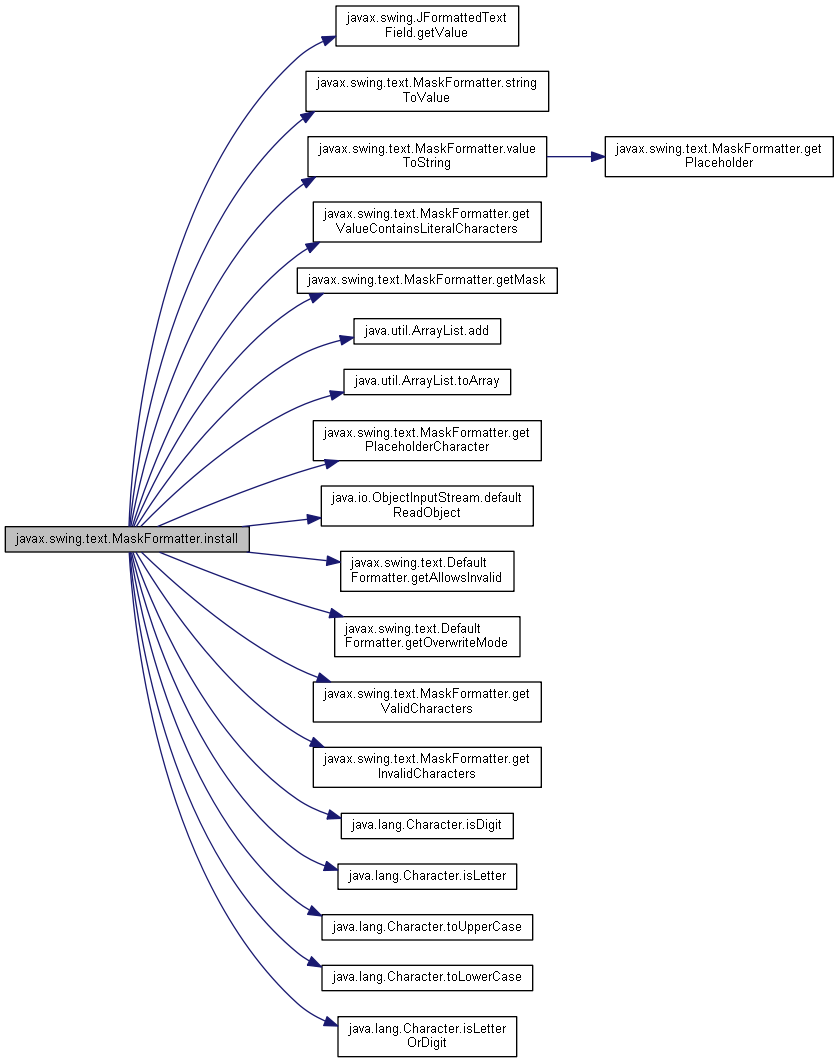 javax.swing.JFormattedText
Field.getValue
javax.swing.text.MaskFormatter.string
ToValue
javax.swing.text.MaskFormatter.value
ToString
javax.swing.text.MaskFormatter.get
Placeholder
javax.swing.text.MaskFormatter.get
ValueContainsLiteralCharacters
javax.swing.text.MaskFormatter.getMask
java.util.ArrayList.add
java.util.ArrayList.toArray
javax.swing.text.MaskFormatter.get
PlaceholderCharacter
java.io.ObjectInputStream.default
ReadObject
javax.swing.text.MaskFormatter.install
javax.swing.text.Default
Formatter.getAllowsInvalid
javax.swing.text.Default
Formatter.getOverwriteMode
javax.swing.text.MaskFormatter.get
ValidCharacters
javax.swing.text.MaskFormatter.get
InvalidCharacters
java.lang.Character.isDigit
java.lang.Character.isLetter
java.lang.Character.toUpperCase
java.lang.Character.toLowerCase
java.lang.Character.isLetter
OrDigit